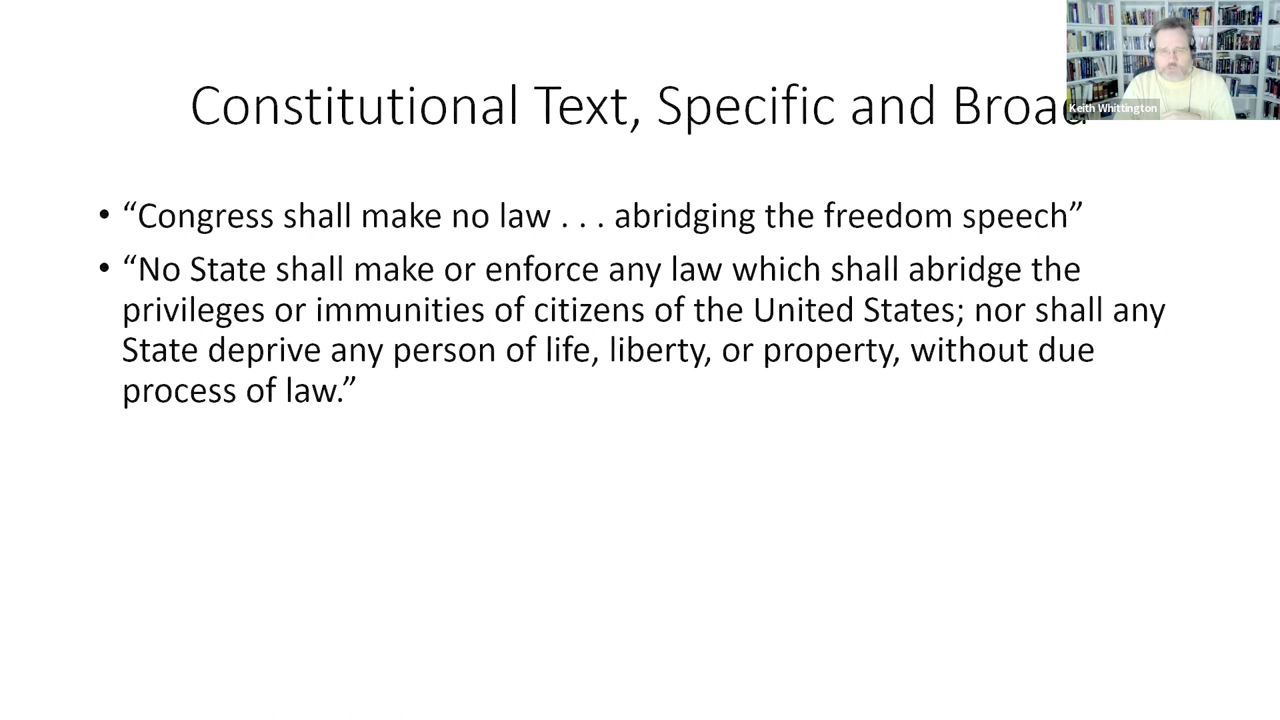 Constitutional Text, Specific and Broad
Keith Whittington
• “Congress shall make no law . . . abridging the freedom speech”
• “No State shall make or enforce any law which shall abridge the
privileges or immunities of citizens of the United States; nor shall any
State deprive any person of life, liberty, or property, without due
process of law.”